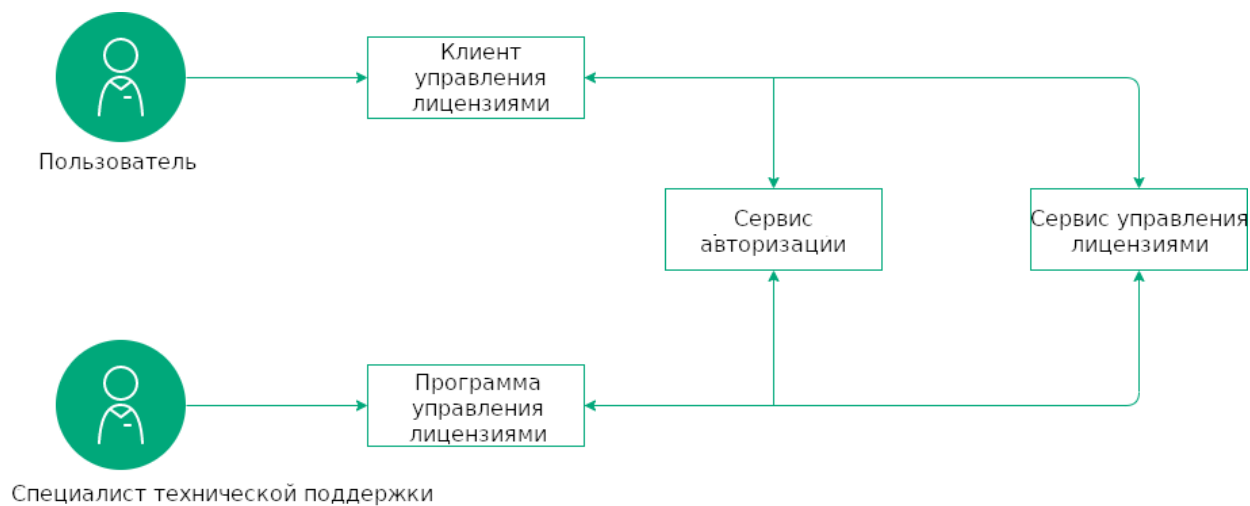 Клиент
управления
лицензиями
Пользователь
Сервис
авторизации
Сервис управления
лицензиями
Программа
управления
лицензиями
Специалист технической поддержки